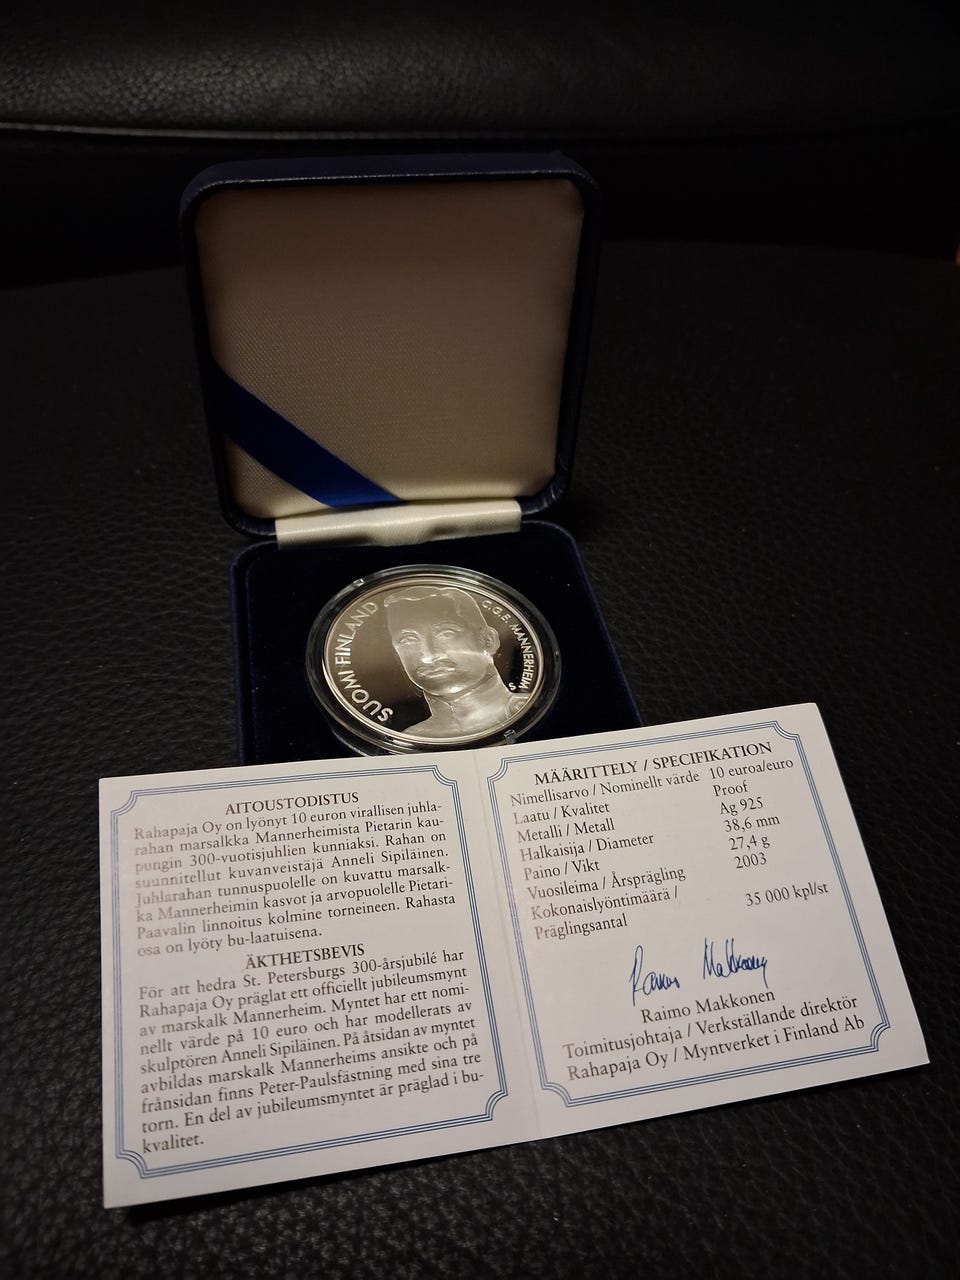 SUOMI FINLAND
C.G.E. MANNERHEIM
S
AITOUSTODISTUS
Rahapaja Oy on lyönyt 10 euron virallisen juhla-
rahan marsalkka Mannerheimista Pietarin kau-
pungin 300-vuotisjuhlien kunniaksi. Rahan on
suunnitellut kuvanveistäjä Anneli Sipiläinen.
Juhlarahan tunnuspuolelle on kuvattu marsalk-
ka Mannerheimin kasvot ja arvopuolelle Pietari-
Paavalin linnoitus kolmine torneineen. Rahasta
osa on lyöty bu-laatuisena.
ÄKTHETSBEVIS
För att hedra St. Petersburgs 300-årsjubilé har
Rahapaja Oy präglat ett officiellt jubileumsmynt
av marskalk Mannerheim. Myntet har ett nomi-
nellt värde på 10 euro och har modellerats av
skulptören Anneli Sipiläinen. På åtsidan av myntet
avbildas marskalk Mannerheims ansikte och på
frånsidan finns Peter-Paulsfästning med sina tre
torn. En del av jubileumsmyntet är präglad i bu-
kvalitet.
MÄÄRITTELY / SPECIFIKATION
Nimellisarvo / Nominellt värde 10 euroa/euro
Laatu / Kvalitet Proof
Metalli / Metall Ag 925
Halkaisija / Diameter 38,6 mm
Paino / Vikt 27,4 g
Vuosileima / Årsprägling 2003
Kokonaislyöntimäärä /
Präglingsantal 35 000 kpl/st
Raimo Makkonen
Raimo Makkonen
Toimitusjohtaja / Verkställande direktör
Rahapaja Oy / Myntverket i Finland Ab